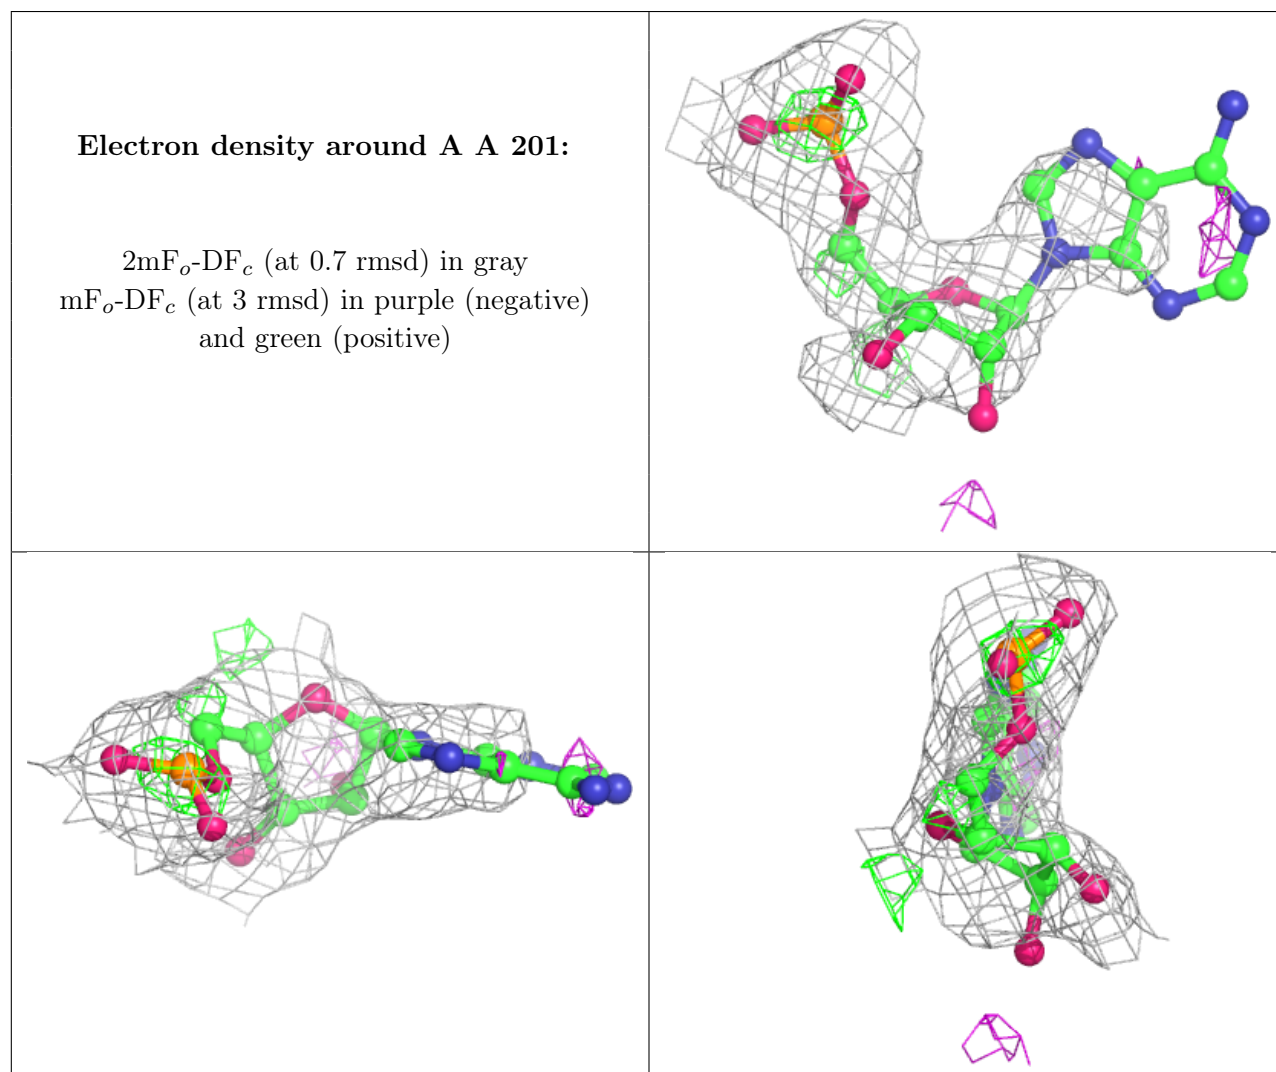 Electron density around A A 201:
2mFo-DFc (at 0.7 rmsd) in gray
mFo-DFc (at 3 rmsd) in purple (negative)
and green (positive)